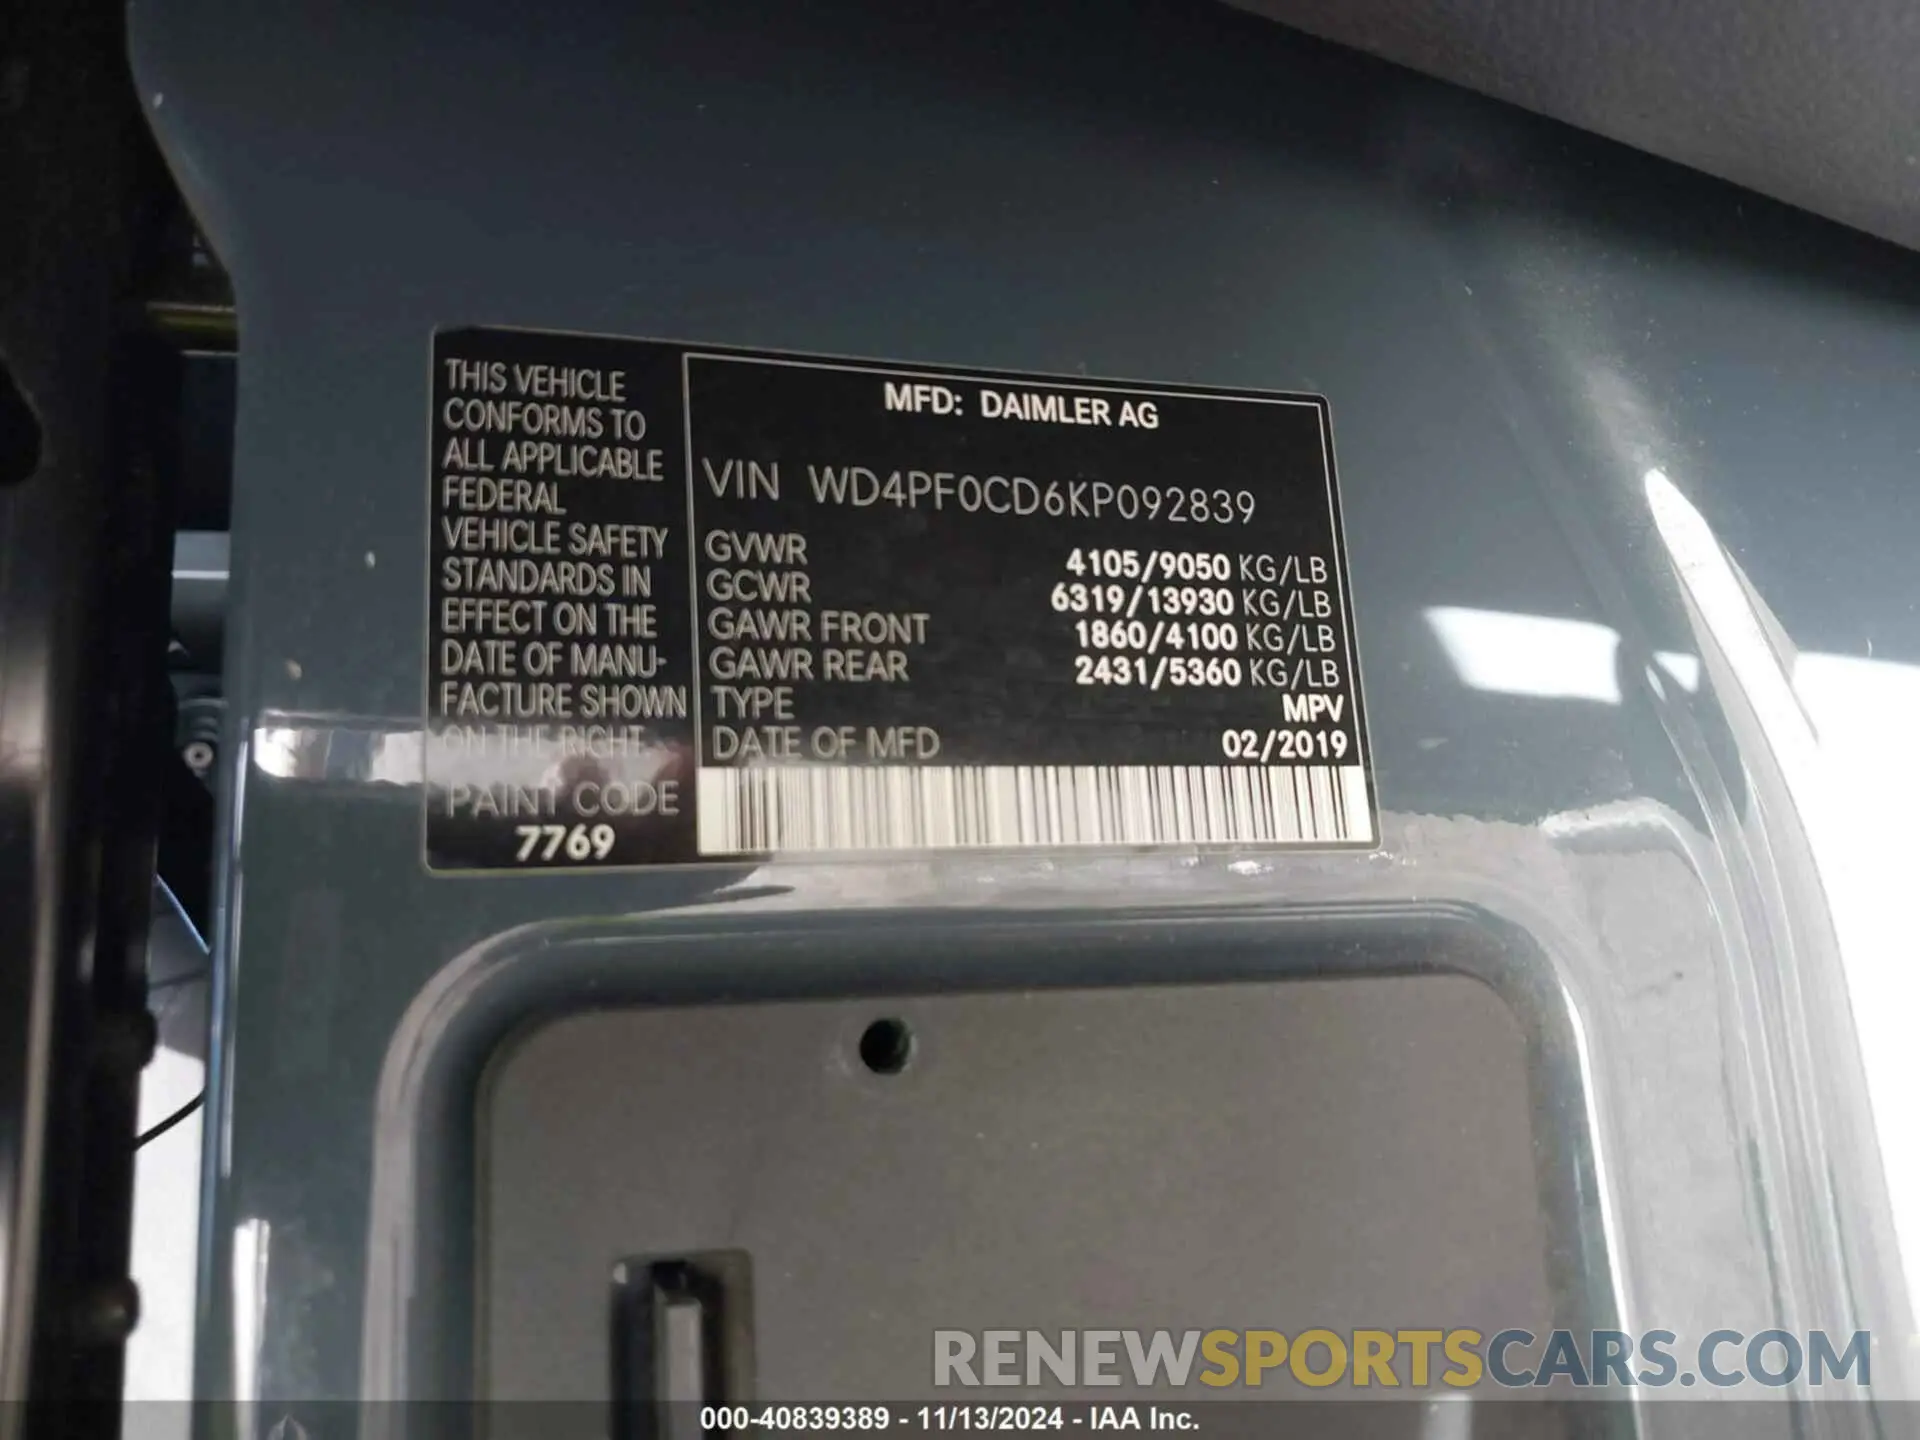 THIS VEHICLE
CONFORMS TO
ALL APPLICABLE
FEDERAL
VEHICLE SAFETY
STANDARDS IN
EFFECT ON THE
DATE OF MANU-
FACTURE SHOWN
ON THE RIGHT.
PAINT CODE
7769
MFD: DAIMLER AG
VIN WD4PF0CD6KP092839
GVWR 4105/9050 KG/LB
GCWR 6319/13930 KG/LB
GAWR FRONT 1860/4100 KG/LB
GAWR REAR 2431/5360 KG/LB
TYPE MPV
DATE OF MFD 02/2019
RENEWSPORTSCARS.COM
000-40839389 - 11/13/2024 - IAA Inc.